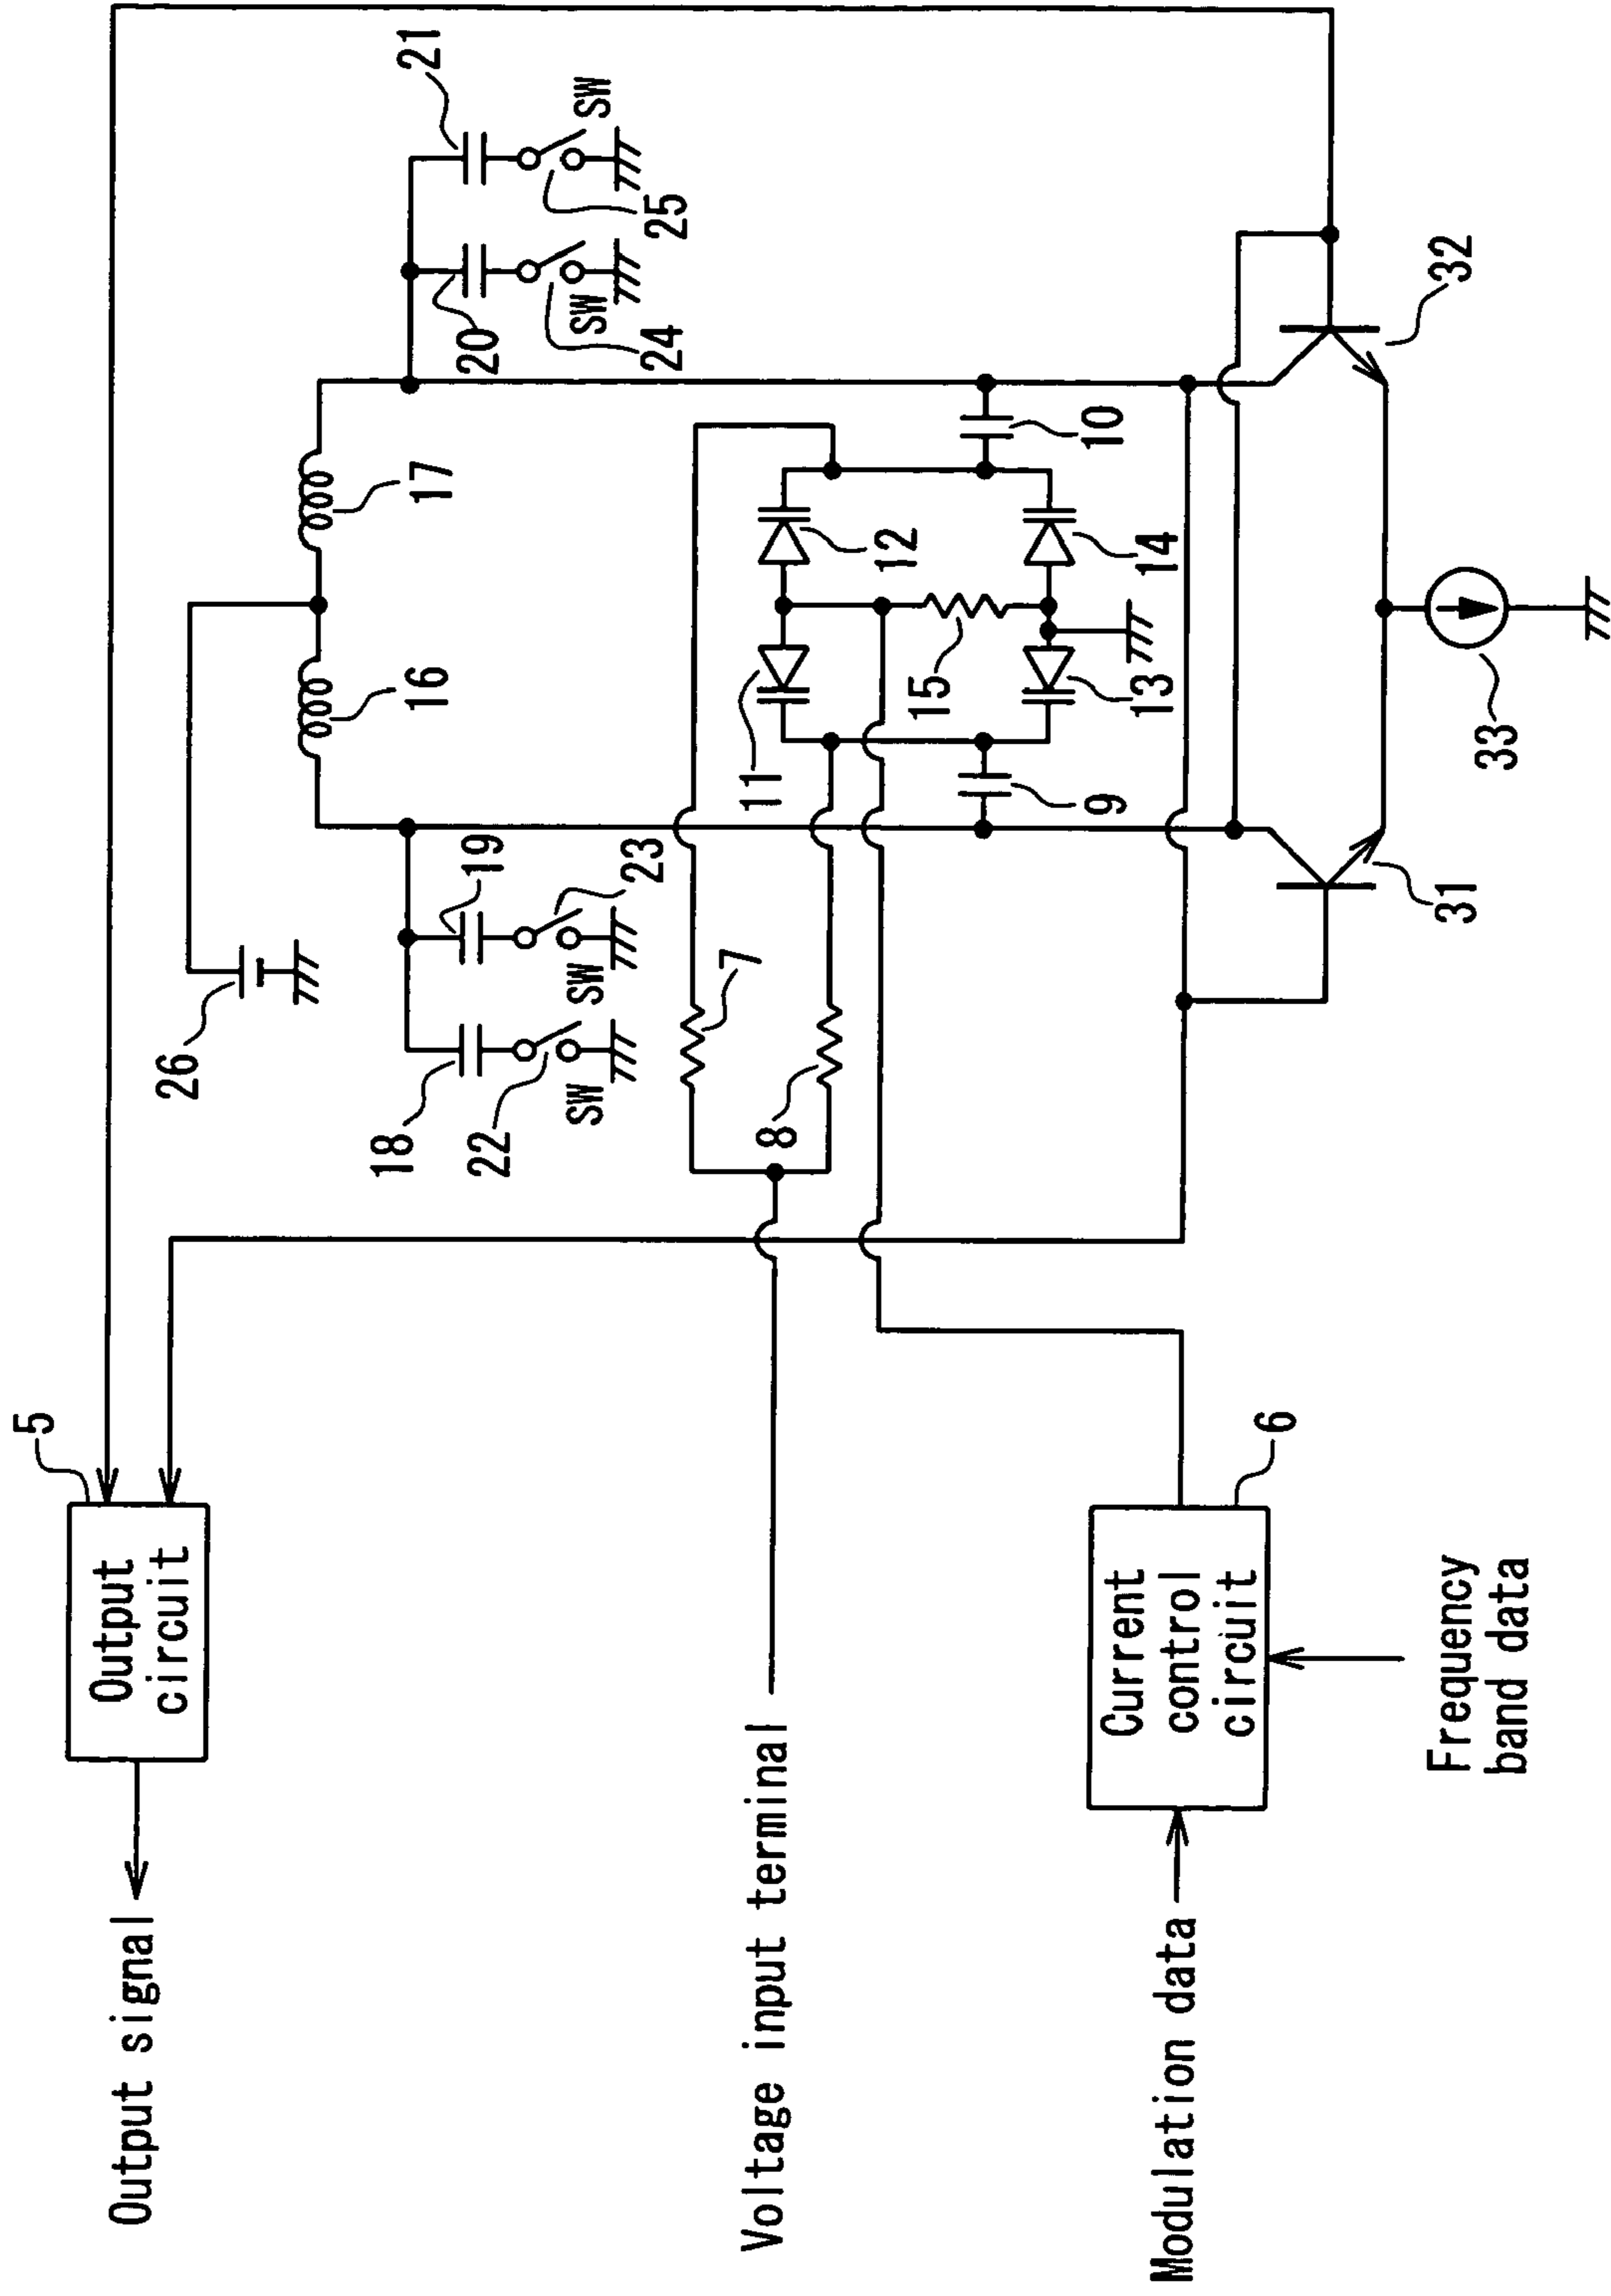 21
SW
25
20
SW
24
17
16
26
19
23
SW
18
22
SW
32
10
12
14
15
11
13
9
33
31
7
8
5
Output
circuit
6
Current
control
circuit
Output signal
Voltage input terminal
Modulation data
Frequency
band data